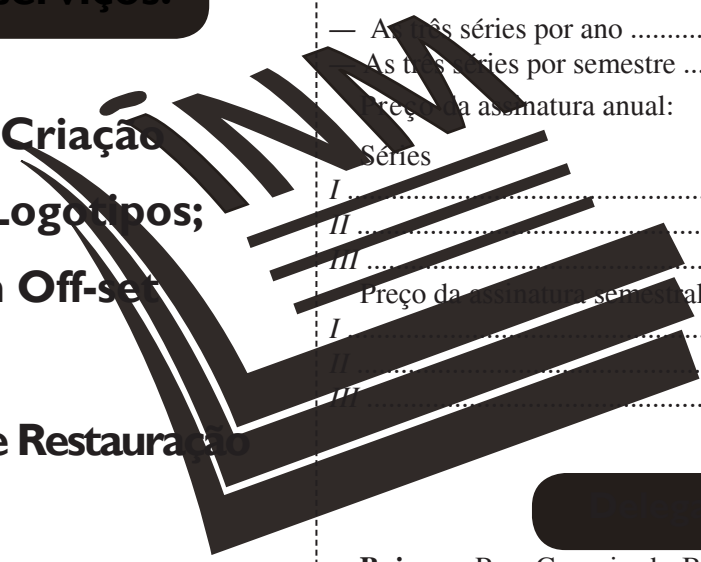 serviços:
Criação
Logotipos;
Off-set
e Restauração
INM
— As três séries por ano ..........
— As três séries por semestre ...
Preço da assinatura anual:
Séries
I ..........................................................
II .........................................................
III ........................................................
Preço da assinatura semestral
I ..........................................................
II .........................................................
III ........................................................